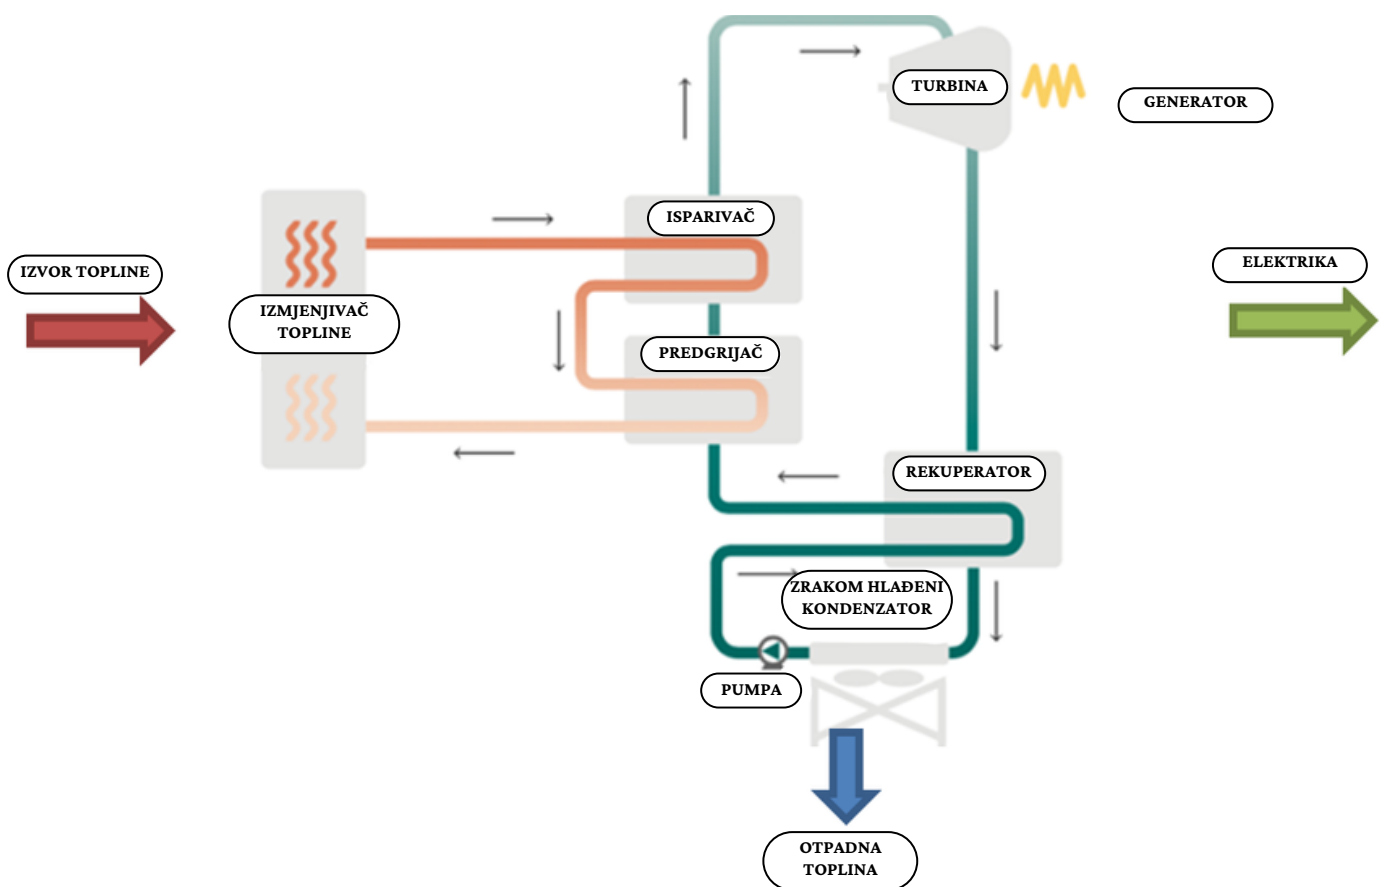 TURBINA
GENERATOR
ISPARIVAČ
IZVOR TOPLINE
ELEKTRIKA
IZMJENJIVAČ
TOPLINE
PREDGRIJAČ
REKUPERATOR
ZRAKOM HLAĐENI
KONDENZATOR
PUMPA
OTPADNA
TOPLINA